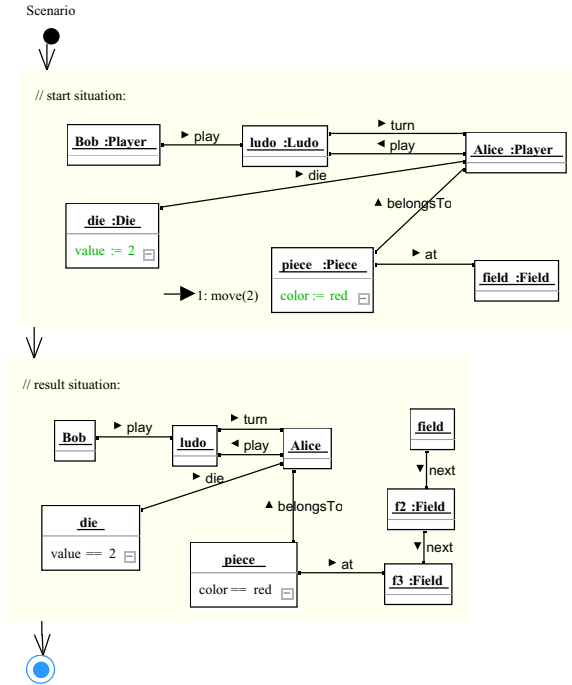 Scenario
// start situation:
Bob :Player
► play
ludo :Ludo
► turn
◄ play
Alice :Player
► die
▲ belongsTo
die :Die
value := 2
piece :Piece
color := red
► at
field :Field
1: move(2)
// result situation:
Bob
► play
ludo
► turn
◄ play
Alice
field
► die
▼ next
▲ belongsTo
f2 :Field
die
value == 2
▼ next
piece
color == red
► at
f3 :Field